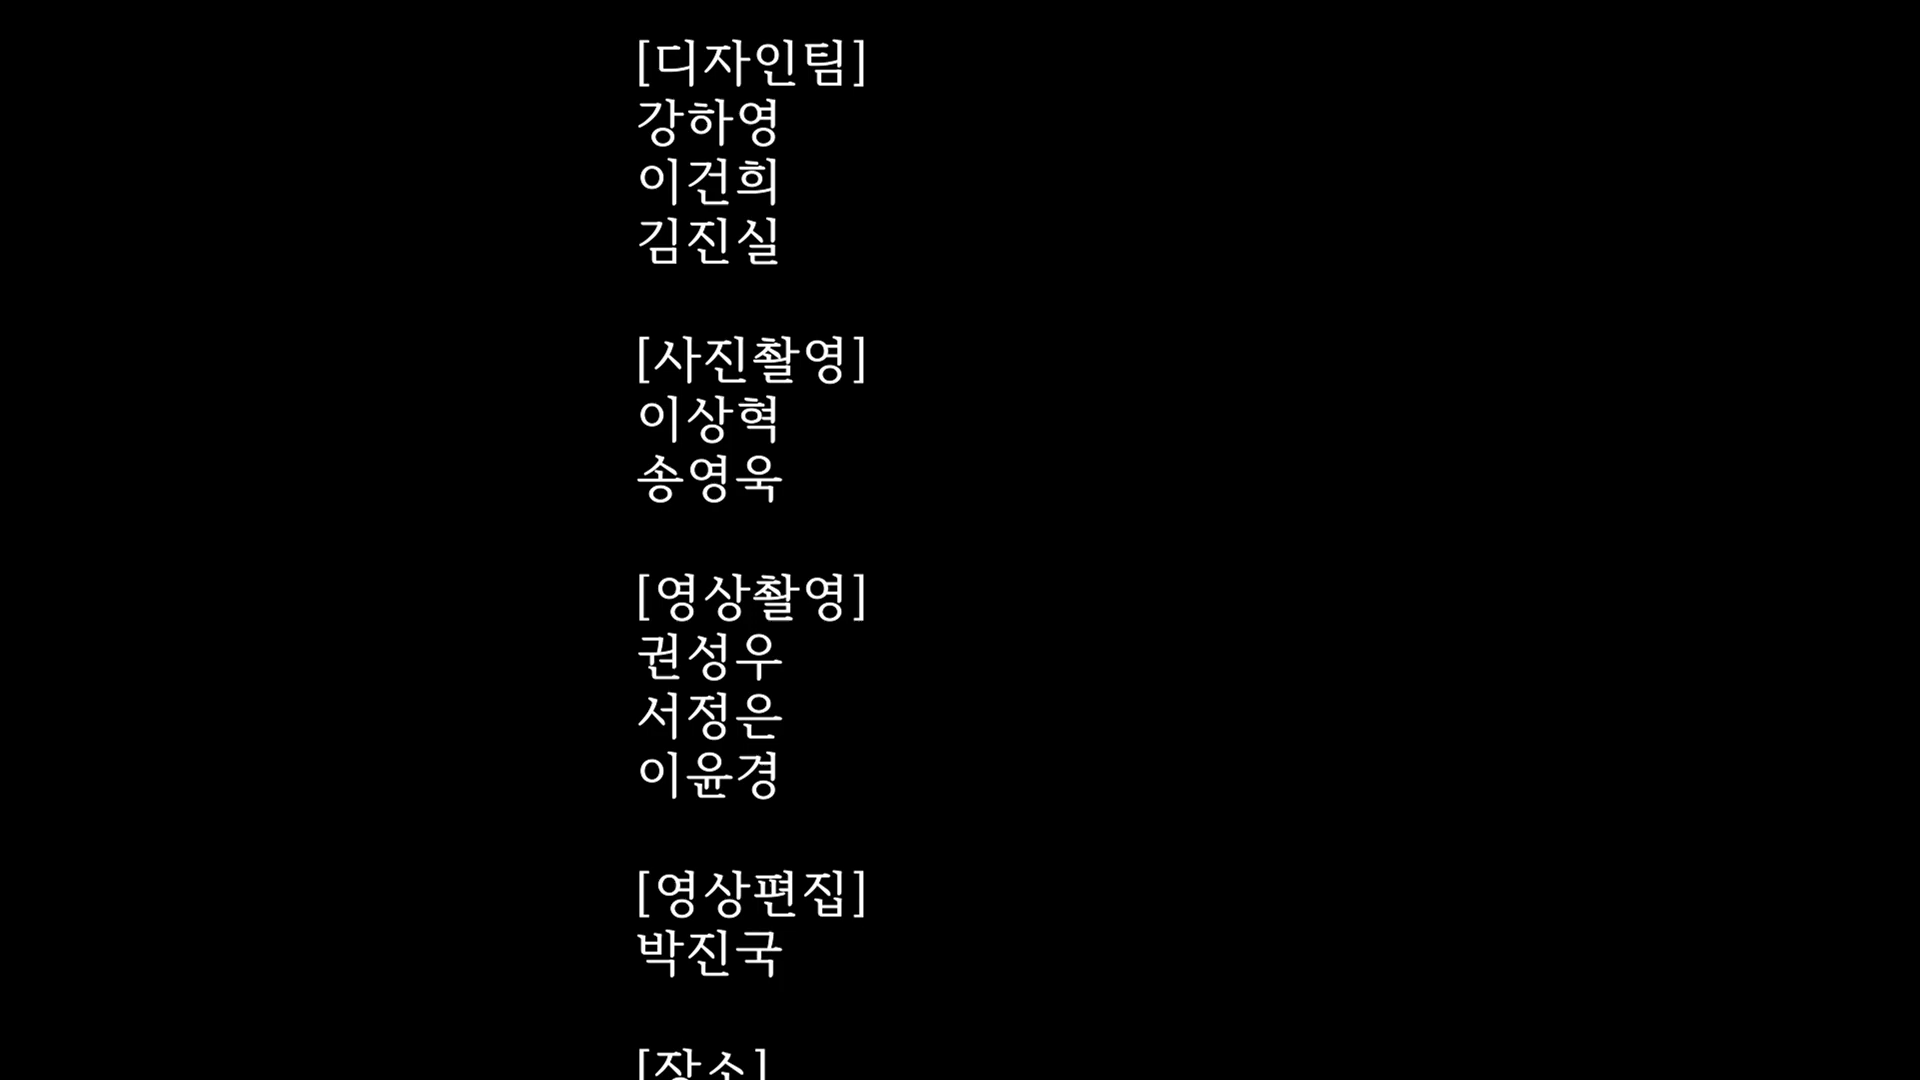 [디자인팀]
강하영
이건희
김진실
[사진촬영]
이상혁
송영욱
[영상촬영]
권성우
서정은
이윤경
[영상편집]
박진국
[장소]